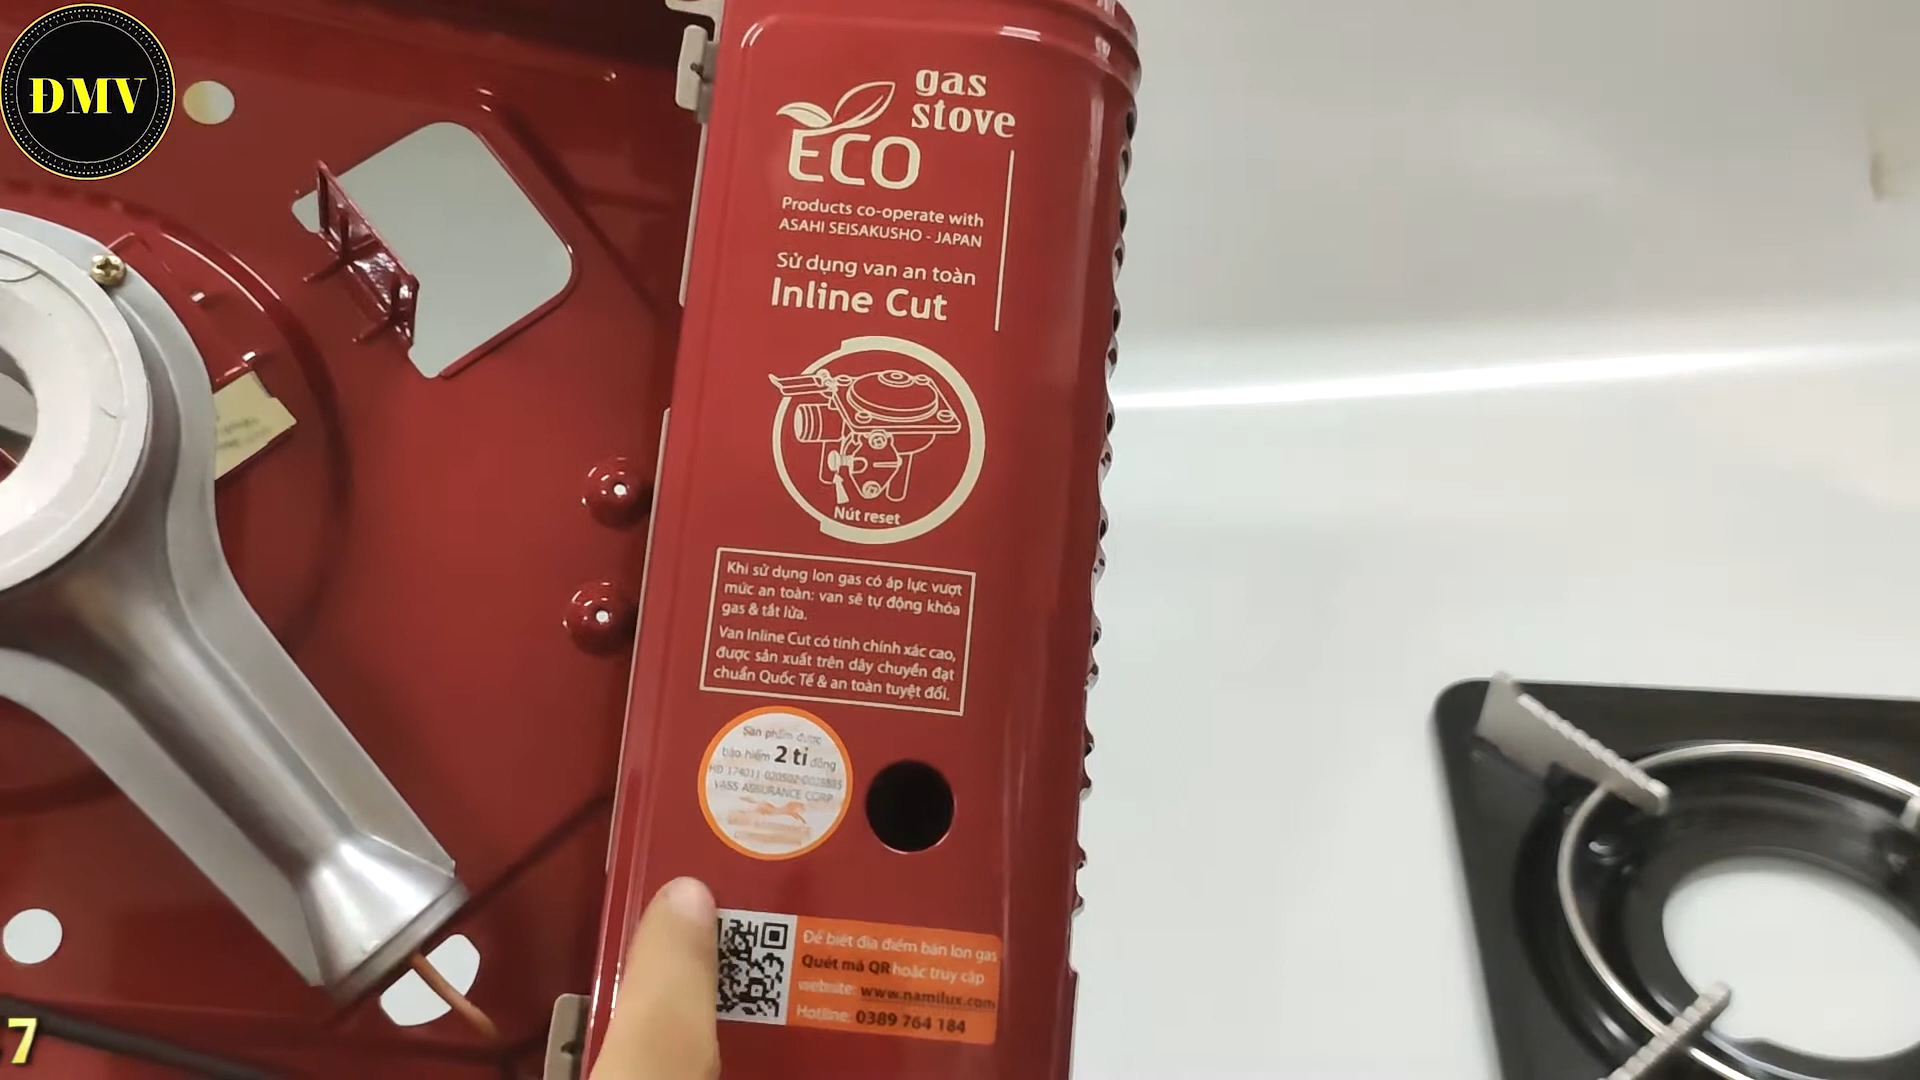 ĐMV
gas
stove
ECO
Products co-operate with
ASAHI SEISAKUSHO - JAPAN
Sử dụng van an toàn
Inline Cut
Nút reset
Khi sử dụng lon gas có áp lực vượt
mức an toàn: van sẽ tự động khóa
gas & tắt lửa.
Van Inline Cut có tính chính xác cao,
được sản xuất trên dây chuyền đạt
chuẩn Quốc Tế & an toàn tuyệt đối.
Sản phẩm được
bảo hiểm 2 tỉ đồng
VASS ASSURANCE CORP
Để biết địa điểm bán lon gas
Quét mã QR hoặc truy cập
website: www.namilux.com
Hotline: 0389 764 184
7